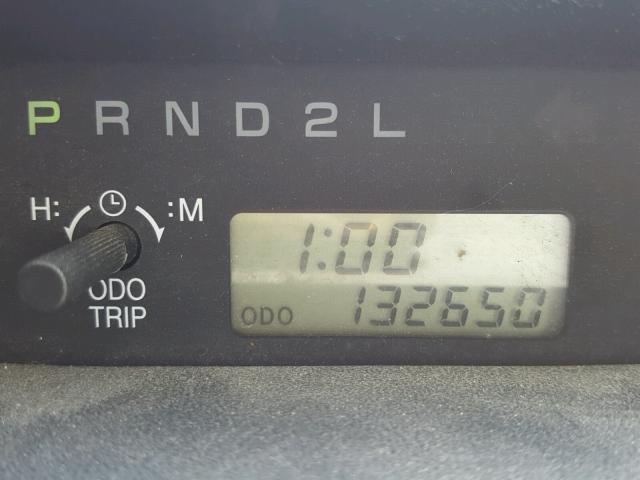 P R N D 2 L
H: :M
1:00
ODO
TRIP
ODO 132650